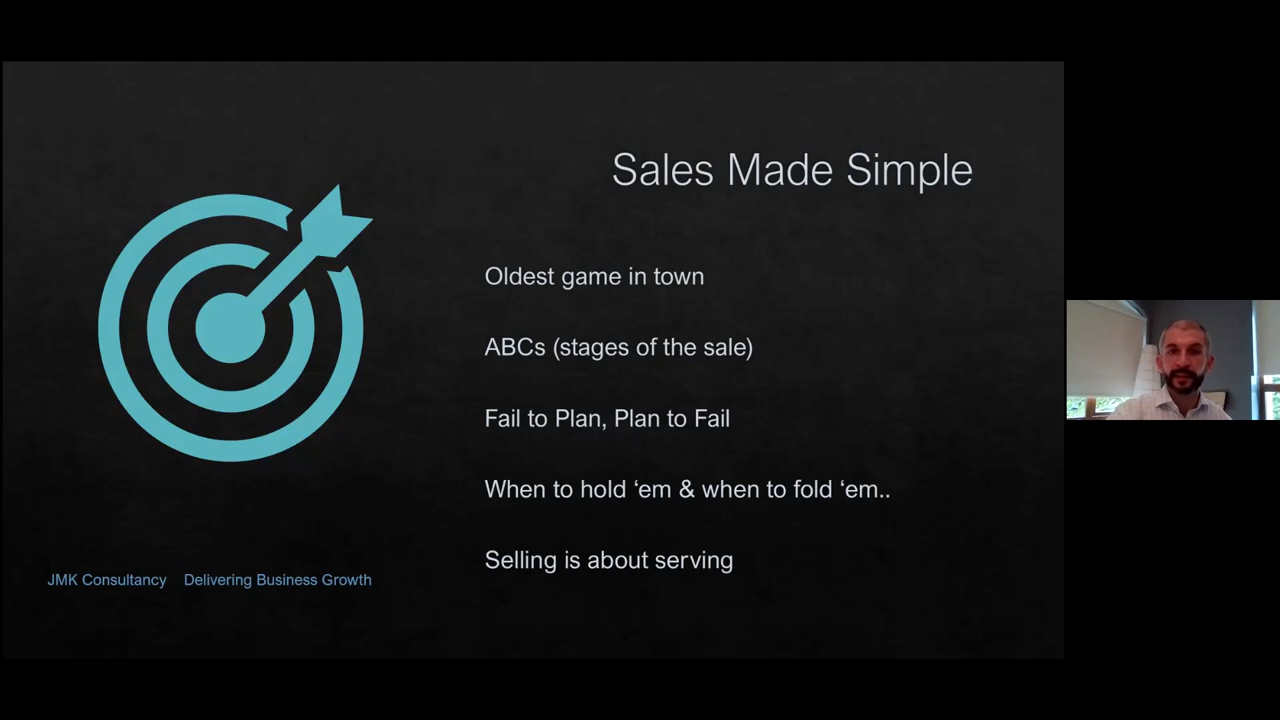 Sales Made Simple
Oldest game in town
ABCs (stages of the sale)
Fail to Plan, Plan to Fail
When to hold ‘em & when to fold ‘em..
Selling is about serving
JMK Consultancy Delivering Business Growth